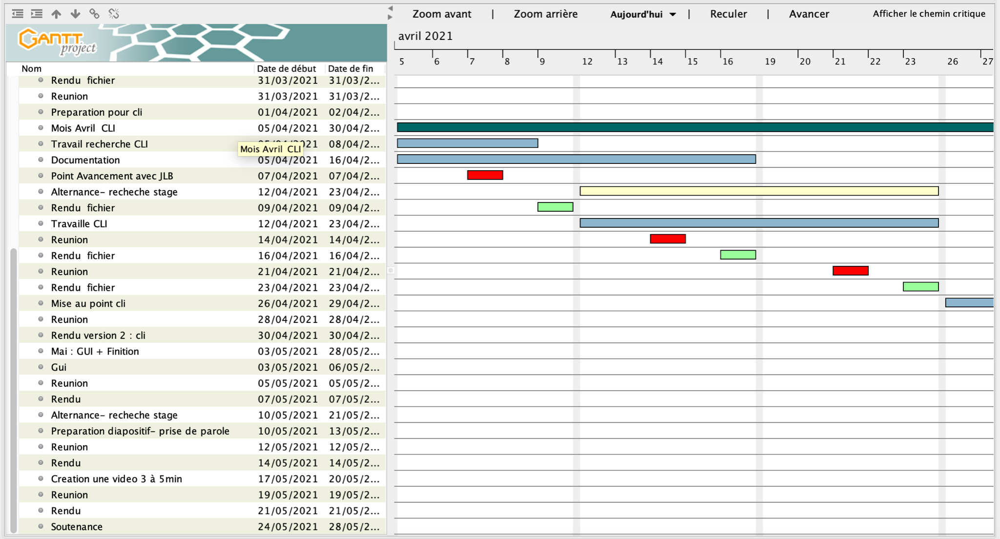 Zoom avant | Zoom arrière Aujourd'hui | Reculer | Avancer Afficher le chemin critique
GANTT
project
avril 2021
5 6 7 8 9 12 13 14 15 16 19 20 21 22 23 26 27
Nom Date de début Date de fin
Rendu fichier 31/03/2021 31/03/2...
Reunion 31/03/2021 31/03/2...
Preparation pour cli 01/04/2021 02/04/2...
Mois Avril CLI 05/04/2021 30/04/2...
Travail recherche CLI 08/04/2...
Mois Avril CLI
Documentation 05/04/2021 16/04/2...
Point Avancement avec JLB 07/04/2021 07/04/2...
Alternance- recheche stage 12/04/2021 23/04/2...
Rendu fichier 09/04/2021 09/04/2...
Travaille CLI 12/04/2021 23/04/2...
Reunion 14/04/2021 14/04/2...
Rendu fichier 16/04/2021 16/04/2...
Reunion 21/04/2021 21/04/2...
Rendu fichier 23/04/2021 23/04/2...
Mise au point cli 26/04/2021 29/04/2...
Reunion 28/04/2021 28/04/2...
Rendu version 2 : cli 30/04/2021 30/04/2...
Mai : GUI + Finition 03/05/2021 28/05/2...
Gui 03/05/2021 06/05/2...
Reunion 05/05/2021 05/05/2...
Rendu 07/05/2021 07/05/2...
Alternance- recheche stage 10/05/2021 21/05/2...
Preparation diapositif- prise de parole 10/05/2021 13/05/2...
Reunion 12/05/2021 12/05/2...
Rendu 14/05/2021 14/05/2...
Creation une video 3 à 5min 17/05/2021 20/05/2...
Reunion 19/05/2021 19/05/2...
Rendu 21/05/2021 21/05/2...
Soutenance 24/05/2021 28/05/2...